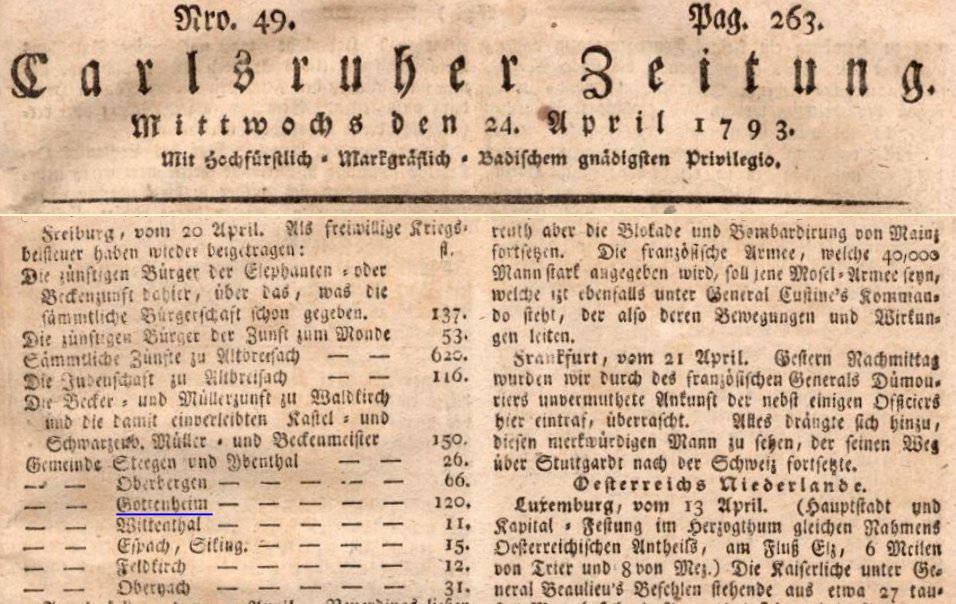 Nro. 49.
Pag. 263.
Carlsruher Zeitung.
Mittwochs den 24. April 1793.
Mit Hochfürstlich - Markgräflich - Badischem gnädigsten Privilegio.
Freiburg, vom 20 April. Als freiwillige Kriegs-
beisteuer haben wieder beigetragen: fl.
Die zünftigen Bürger der Elephanten - oder
Beckenzunft dahier, über das, was die
sämmtliche Bürgerschaft schon gegeben. 137.
Die zünftigen Bürger der Zunft zum Monde 53.
Sämmtliche Zünfte zu Altbreisach — — 620.
Die Judenschaft zu Altbreisach — — 116.
Die Becker - und Müllerzunft zu Waldkirch
und die damit einverleibten Kastel - und
Schwarzenb. Müller - und Beckenmeister 150.
Gemeinde Steegen und Ybenthal — — 26.
— — Oberbergen — — — — 66.
— — Gottenheim — — — — 120.
— — Wittenthal — — — — 11.
— — Espach, Siking. — — — 15.
— — Feldkirch — — — — 12.
— — Obernach — — — — 31.
reuth aber die Blokade und Bombardirung von Mainz
fortsetzen. Die französische Armee, welche 40,000
Mann stark angegeben wird, soll jene Mosel-Armee seyn,
welche izt ebenfalls unter General Custine's Komman-
do steht, der also deren Bewegungen und Wirkun-
gen leiten.
Frankfurt, vom 21 April. Gestern Nachmittag
wurden wir durch des französischen Generals Dümou-
riers unvermuthete Ankunft der nebst einigen Officiers
hier eintraf, überrascht. Alles drängte sich hinzu,
diesen merkwürdigen Mann zu sehen, der seinen Weg
über Stuttgardt nach der Schweiz fortsetzte.
Oesterreichs Niederlande.
Luxemburg, vom 13 April. (Hauptstadt und
Kapital - Festung im Herzogthum gleichen Nahmens
Oesterreichischen Antheils, am Fluß Elz, 6 Meilen
von Trier und 8 von Mez.) Die Kaiserliche unter Ge-
neral Beaulieu's Befehlen stehende aus etwa 27 tau-